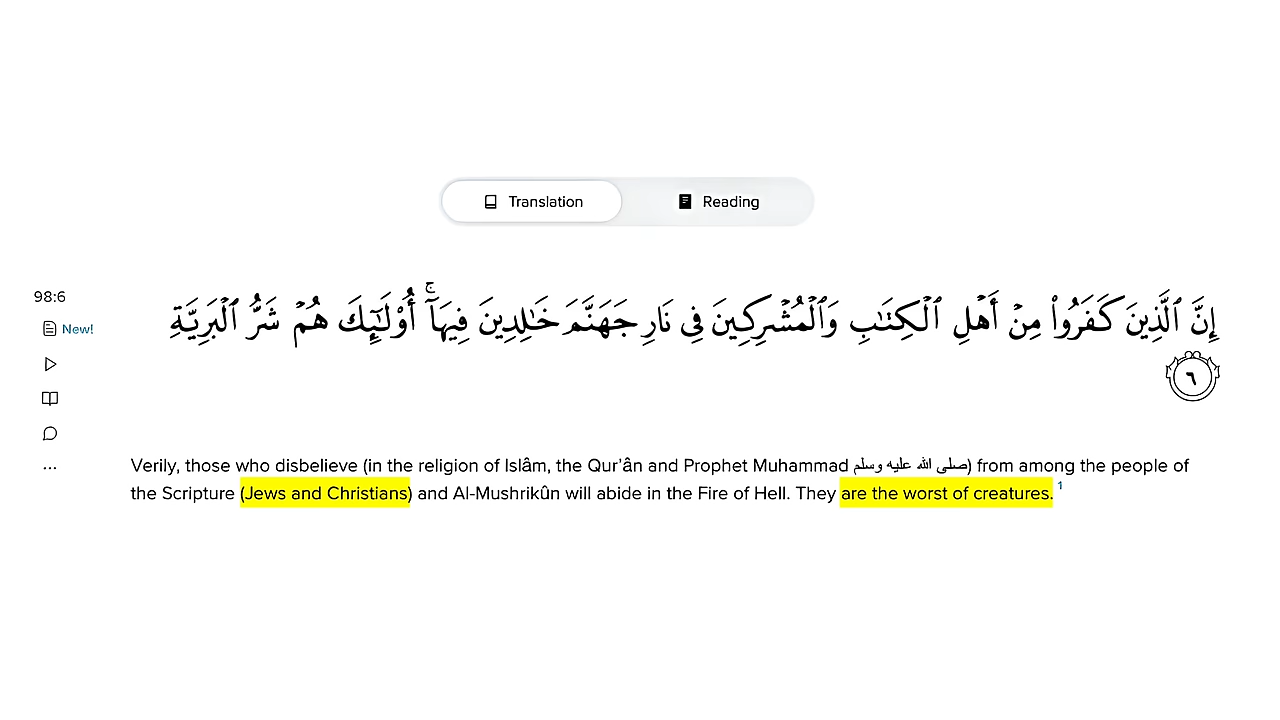 Translation
Reading
98:6
New!
إِنَّ ٱلَّذِينَ كَفَرُوا۟ مِنْ أَهْلِ ٱلْكِتَـٰبِ وَٱلْمُشْرِكِينَ فِى نَارِ جَهَنَّمَ خَـٰلِدِينَ فِيهَآ ۚ أُو۟لَـٰٓئِكَ هُمْ شَرُّ ٱلْبَرِيَّةِ
٦
...
Verily, those who disbelieve (in the religion of Islâm, the Qur’ân and Prophet Muhammad صلى الله عليه وسلم) from among the people of
the Scripture (Jews and Christians) and Al-Mushrikûn will abide in the Fire of Hell. They are the worst of creatures. 1